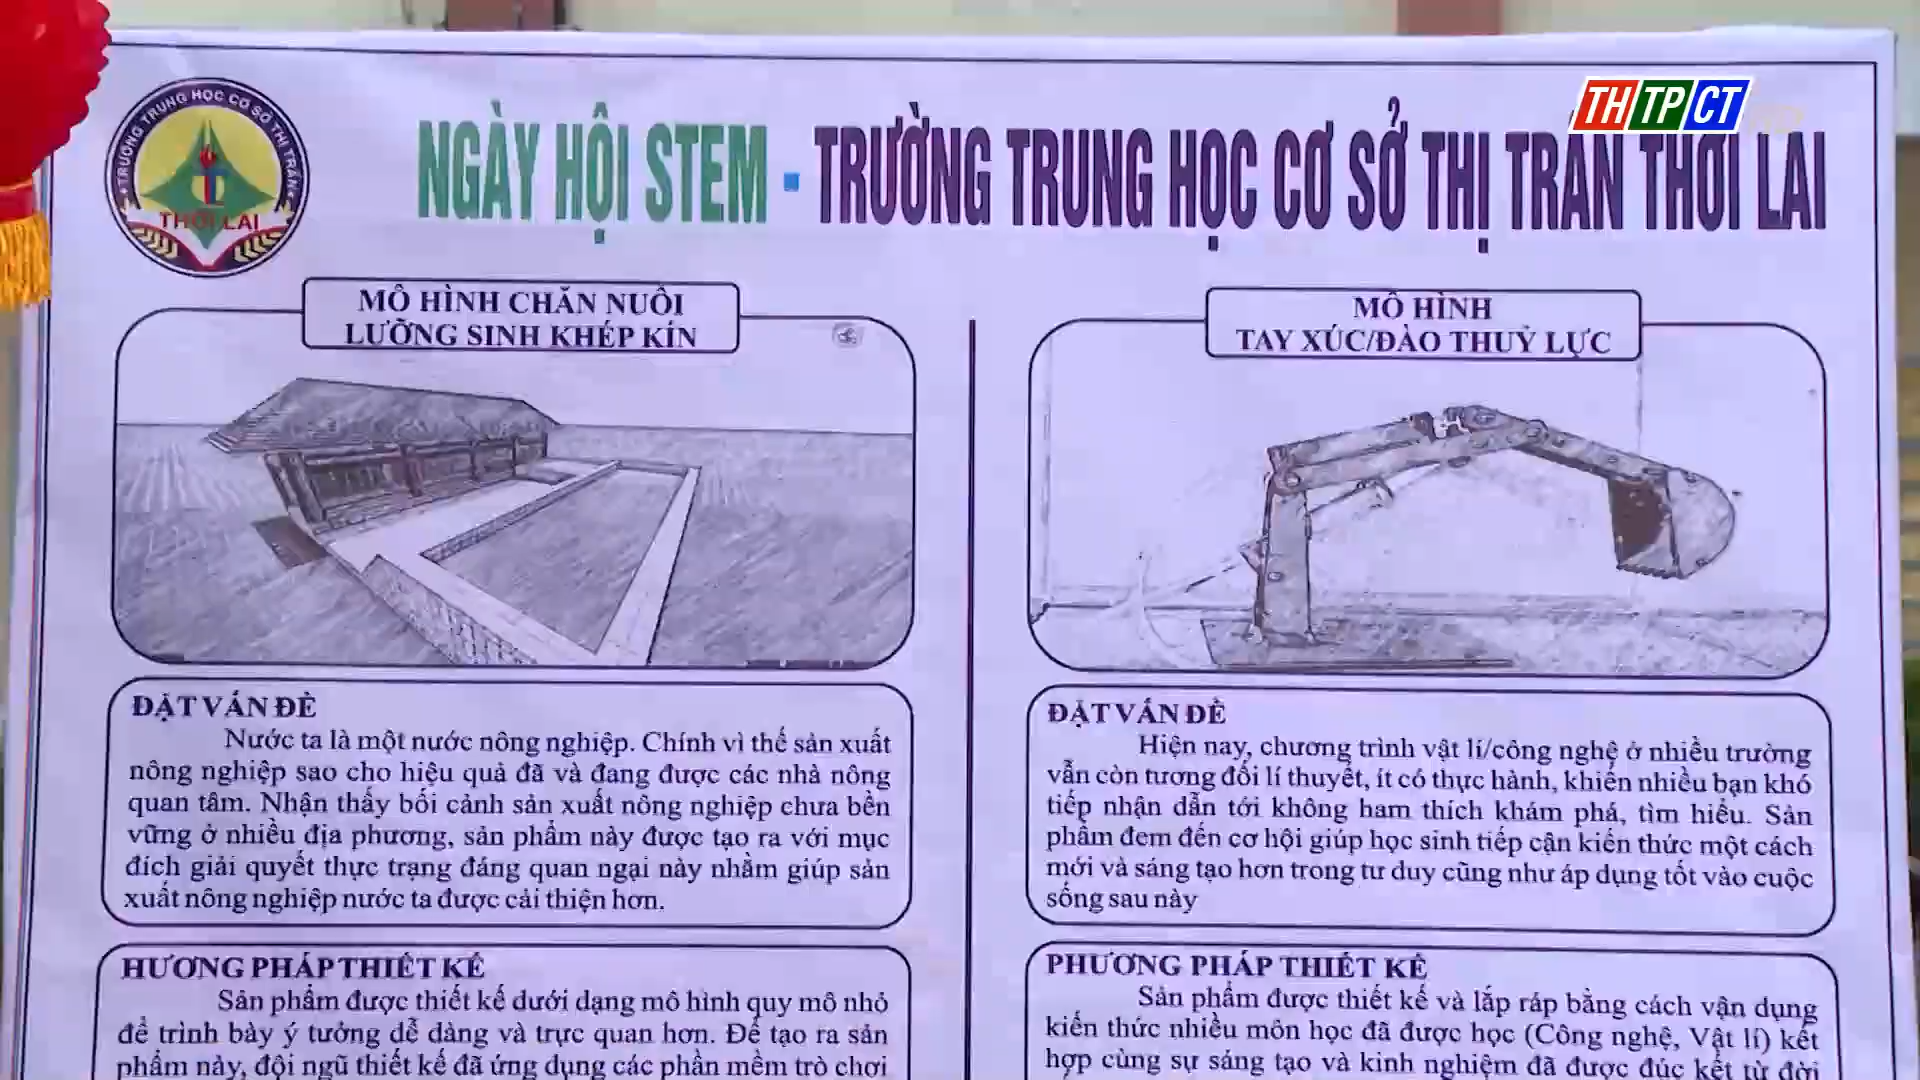 TRƯỜNG TRUNG HỌC CƠ SỞ THỊ TRẤN
THỚI LAI
NGÀY HỘI STEM - TRƯỜNG TRUNG HỌC CƠ SỞ THỊ TRẤN THỚI LAI
THTPCT HD
MÔ HÌNH CHĂN NUÔI
LƯỠNG SINH KHÉP KÍN
ĐẶT VẤN ĐỀ
Nước ta là một nước nông nghiệp. Chính vì thế sản xuất
nông nghiệp sao cho hiệu quả đã và đang được các nhà nông
quan tâm. Nhận thấy bối cảnh sản xuất nông nghiệp chưa bền
vững ở nhiều địa phương, sản phẩm này được tạo ra với mục
đích giải quyết thực trạng đáng quan ngại này nhằm giúp sản
xuất nông nghiệp nước ta được cải thiện hơn.
HƯƠNG PHÁP THIẾT KẾ
Sản phẩm được thiết kế dưới dạng mô hình quy mô nhỏ
để trình bày ý tưởng dễ dàng và trực quan hơn. Để tạo ra sản
phẩm này, đội ngũ thiết kế đã ứng dụng các phần mềm trò chơi
MÔ HÌNH
TAY XÚC/ĐÀO THUỶ LỰC
ĐẶT VẤN ĐỀ
Hiện nay, chương trình vật lí/công nghệ ở nhiều trường
vẫn còn tương đối lí thuyết, ít có thực hành, khiến nhiều bạn khó
tiếp nhận dẫn tới không ham thích khám phá, tìm hiểu. Sản
phẩm đem đến cơ hội giúp học sinh tiếp cận kiến thức một cách
mới và sáng tạo hơn trong tư duy cũng như áp dụng tốt vào cuộc
sống sau này
PHƯƠNG PHÁP THIẾT KẾ
Sản phẩm được thiết kế và lắp ráp bằng cách vận dụng
kiến thức nhiều môn học đã được học (Công nghệ, Vật lí) kết
hợp cùng sự sáng tạo và kinh nghiệm đã được đúc kết từ đời